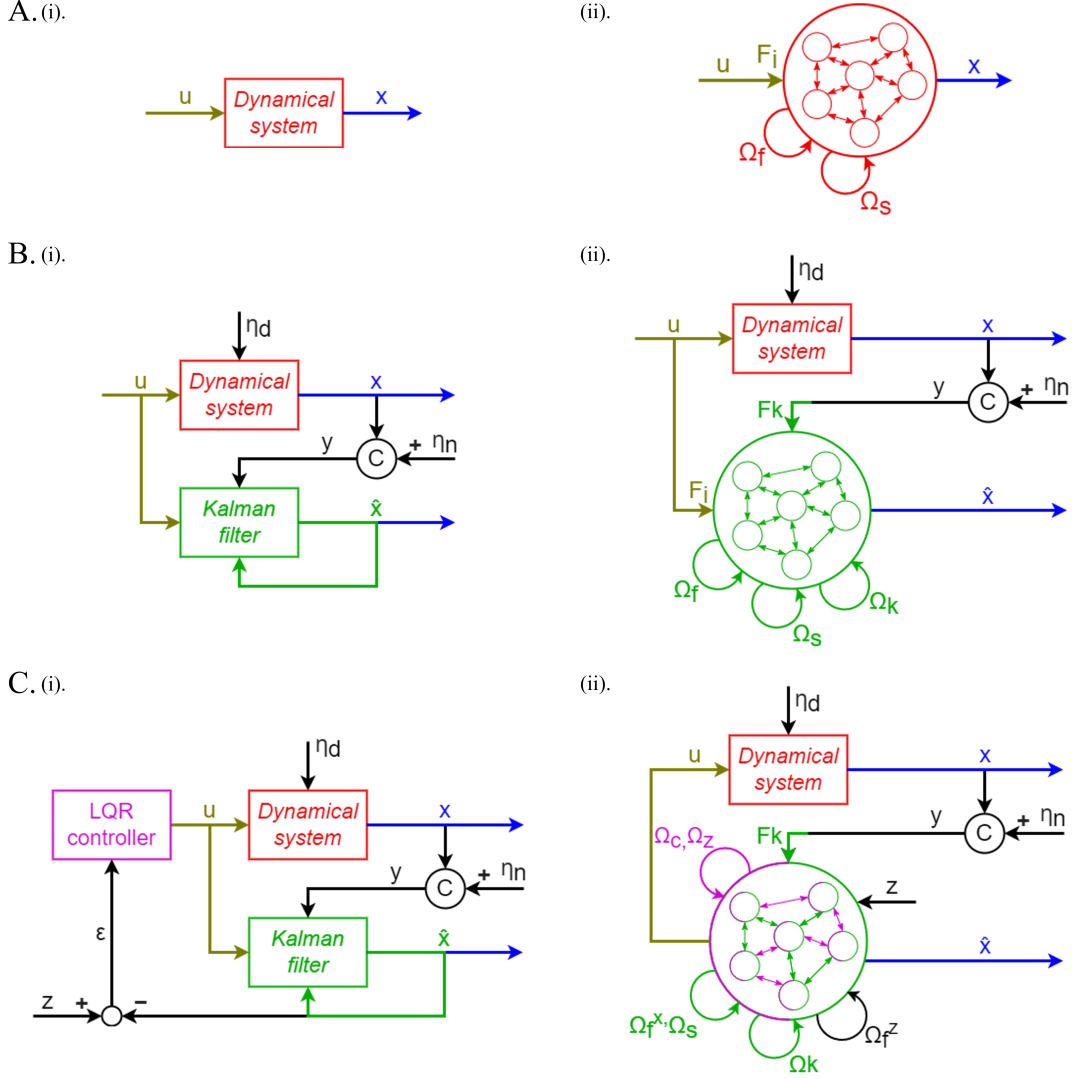 A. (i).
(ii).
u
Dynamical
system
x
u
Fi
x
Ωf
Ωs
B. (i).
(ii).
ηd
u
Dynamical
system
x
y
C
+ ηn
Kalman
filter
x̂
ηd
u
Dynamical
system
x
y
C
+ ηn
Fk
Fi
x̂
Ωf
Ωs
Ωk
C. (i).
(ii).
ηd
LQR
controller
u
Dynamical
system
x
y
C
+ ηn
ε
Kalman
filter
x̂
z + −
ηd
u
Dynamical
system
x
y
C
+ ηn
Fk
Ωc,Ωz
z
x̂
Ωfˣ,Ωs
Ωk
Ωfᶻ